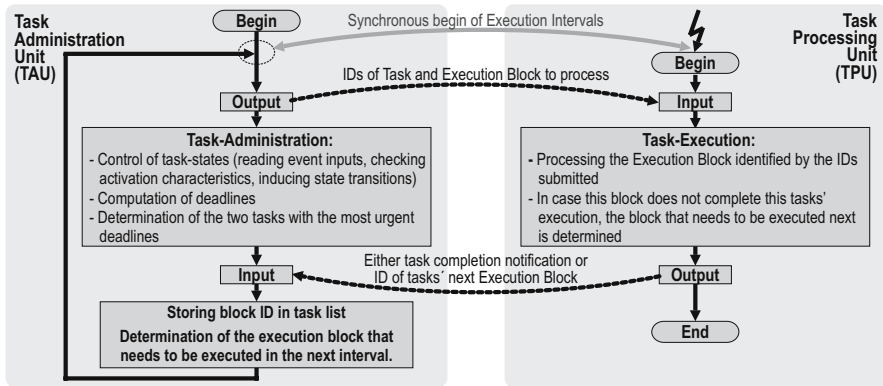 Task
Administration
Unit
(TAU)
Begin
Synchronous begin of Execution Intervals
Task
Processing
Unit
(TPU)
Begin
IDs of Task and Execution Block to process
Output
Input
Task-Administration:
- Control of task-states (reading event inputs, checking
activation characteristics, inducing state transitions)
- Computation of deadlines
- Determination of the two tasks with the most urgent
deadlines
Task-Execution:
- Processing the Execution Block identified by the IDs
submitted
- In case this block does not complete this tasks'
execution, the block that needs to be executed next
is determined
Either task completion notification or
ID of tasks´ next Execution Block
Input
Output
Storing block ID in task list
Determination of the execution block that
needs to be executed in the next interval.
End